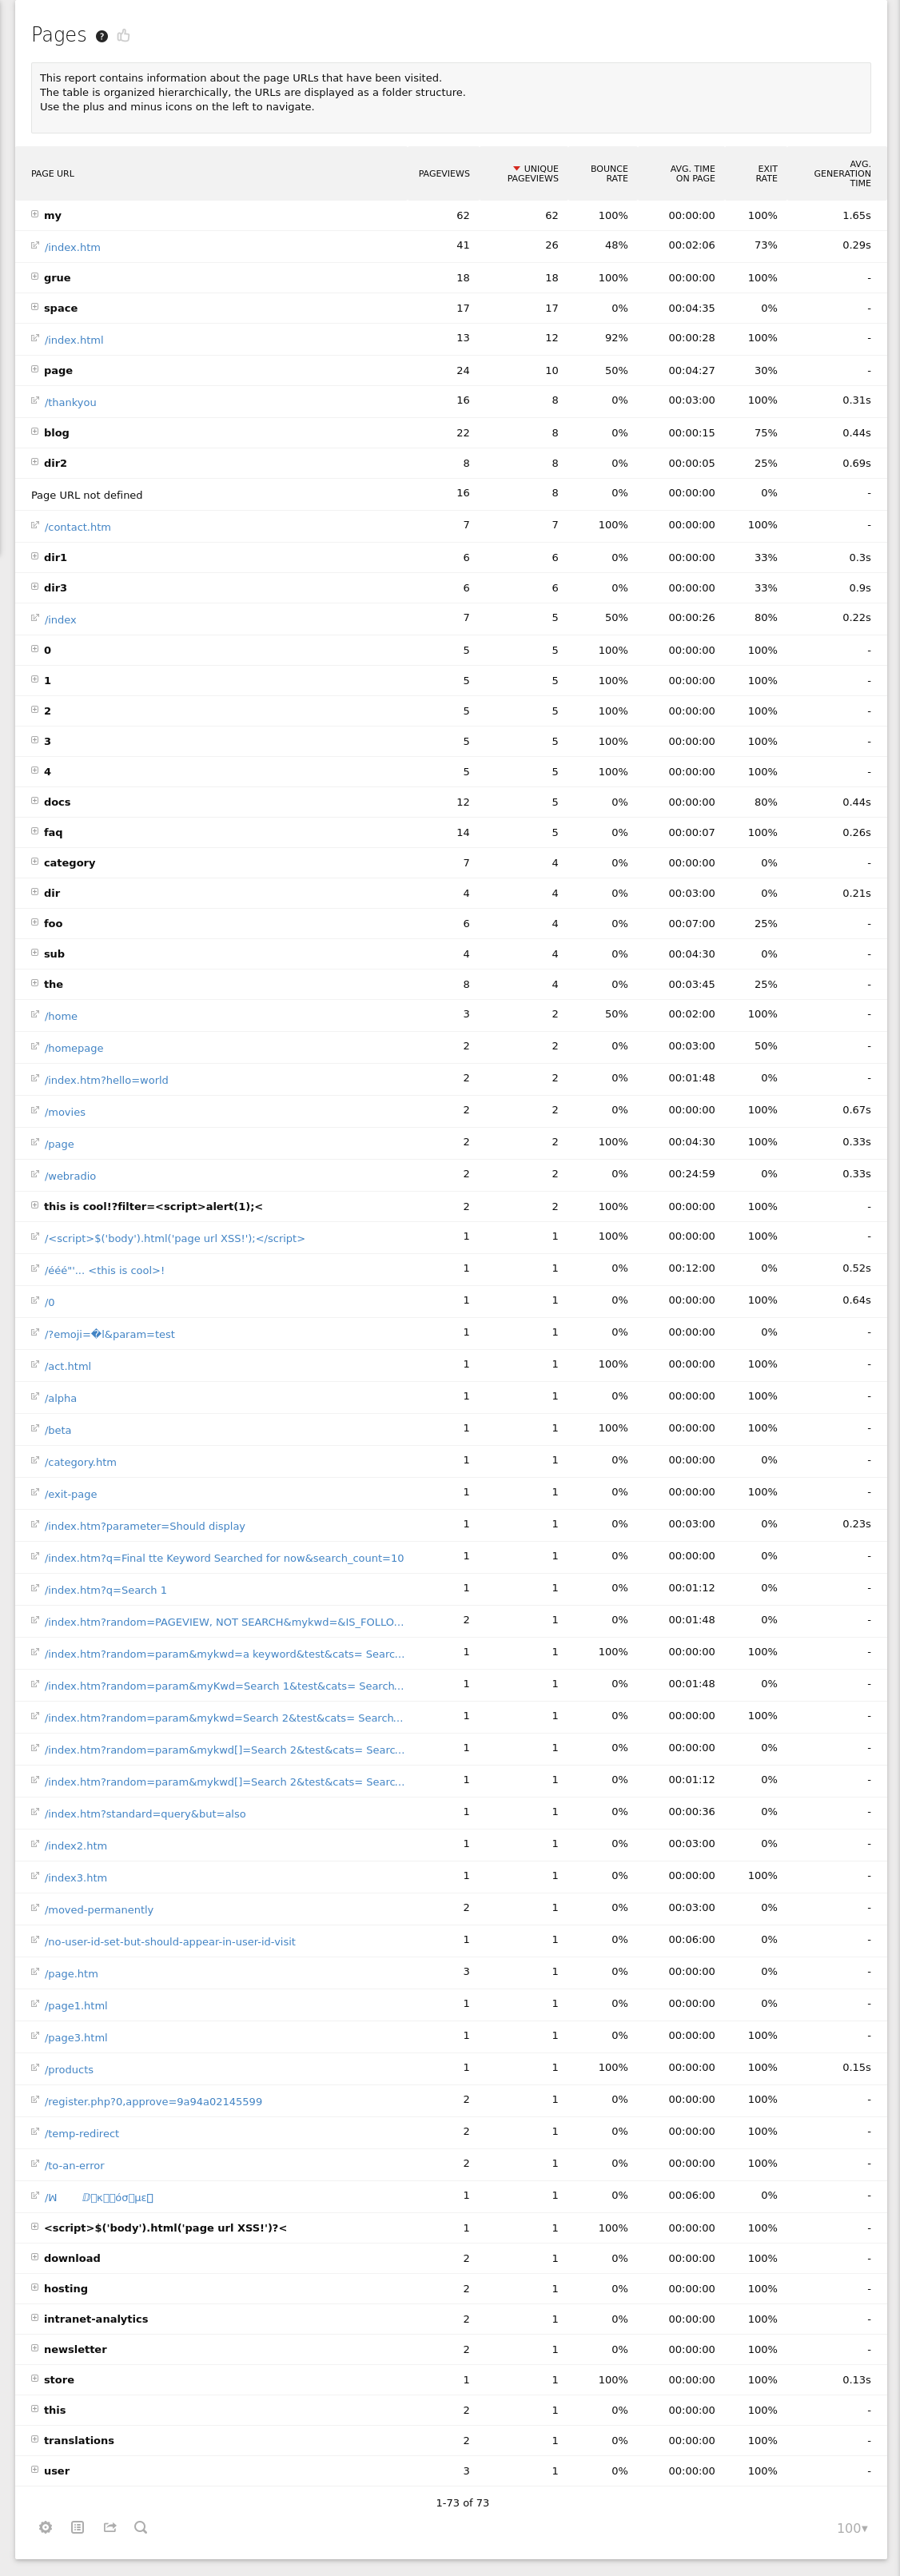 Pages
This report contains information about the page URLs that have been visited.
The table is organized hierarchically, the URLs are displayed as a folder structure.
Use the plus and minus icons on the left to navigate.
PAGE URL PAGEVIEWS UNIQUE PAGEVIEWS BOUNCE RATE AVG. TIME ON PAGE EXIT RATE AVG. GENERATION TIME
my 62 62 100% 00:00:00 100% 1.65s
/index.htm 41 26 48% 00:02:06 73% 0.29s
grue 18 18 100% 00:00:00 100% -
space 17 17 0% 00:04:35 0% -
/index.html 13 12 92% 00:00:28 100% -
page 24 10 50% 00:04:27 30% -
/thankyou 16 8 0% 00:03:00 100% 0.31s
blog 22 8 0% 00:00:15 75% 0.44s
dir2 8 8 0% 00:00:05 25% 0.69s
Page URL not defined 16 8 0% 00:00:00 0% -
/contact.htm 7 7 100% 00:00:00 100% -
dir1 6 6 0% 00:00:00 33% 0.3s
dir3 6 6 0% 00:00:00 33% 0.9s
/index 7 5 50% 00:00:26 80% 0.22s
0 5 5 100% 00:00:00 100% -
1 5 5 100% 00:00:00 100% -
2 5 5 100% 00:00:00 100% -
3 5 5 100% 00:00:00 100% -
4 5 5 100% 00:00:00 100% -
docs 12 5 0% 00:00:00 80% 0.44s
faq 14 5 0% 00:00:07 100% 0.26s
category 7 4 0% 00:00:00 0% -
dir 4 4 0% 00:03:00 0% 0.21s
foo 6 4 0% 00:07:00 25% -
sub 4 4 0% 00:04:30 0% -
the 8 4 0% 00:03:45 25% -
/home 3 2 50% 00:02:00 100% -
/homepage 2 2 0% 00:03:00 50% -
/index.htm?hello=world 2 2 0% 00:01:48 0% -
/movies 2 2 0% 00:00:00 100% 0.67s
/page 2 2 100% 00:04:30 100% 0.33s
/webradio 2 2 0% 00:24:59 0% 0.33s
this is cool!?filter=<script>alert(1);< 2 2 100% 00:00:00 100% -
/<script>$('body').html('page url XSS!');</script> 1 1 100% 00:00:00 100% -
/ééé"'... <this is cool>! 1 1 0% 00:12:00 0% 0.52s
/0 1 1 0% 00:00:00 100% 0.64s
/?emoji=�l&param=test 1 1 0% 00:00:00 0% -
/act.html 1 1 100% 00:00:00 100% -
/alpha 1 1 0% 00:00:00 100% -
/beta 1 1 100% 00:00:00 100% -
/category.htm 1 1 0% 00:00:00 0% -
/exit-page 1 1 0% 00:00:00 100% -
/index.htm?parameter=Should display 1 1 0% 00:03:00 0% 0.23s
/index.htm?q=Final tte Keyword Searched for now&search_count=10 1 1 0% 00:00:00 0% -
/index.htm?q=Search 1 1 1 0% 00:01:12 0% -
/index.htm?random=PAGEVIEW, NOT SEARCH&mykwd=&IS_FOLLO... 2 1 0% 00:01:48 0% -
/index.htm?random=param&mykwd=a keyword&test&cats= Searc... 1 1 100% 00:00:00 100% -
/index.htm?random=param&myKwd=Search 1&test&cats= Search... 1 1 0% 00:01:48 0% -
/index.htm?random=param&mykwd=Search 2&test&cats= Search... 1 1 0% 00:00:00 100% -
/index.htm?random=param&mykwd[]=Search 2&test&cats= Searc... 1 1 0% 00:00:00 0% -
/index.htm?random=param&mykwd[]=Search 2&test&cats= Searc... 1 1 0% 00:01:12 0% -
/index.htm?standard=query&but=also 1 1 0% 00:00:36 0% -
/index2.htm 1 1 0% 00:03:00 0% -
/index3.htm 1 1 0% 00:00:00 100% -
/moved-permanently 2 1 0% 00:03:00 0% -
/no-user-id-set-but-should-appear-in-user-id-visit 1 1 0% 00:06:00 0% -
/page.htm 3 1 0% 00:00:00 0% -
/page1.html 1 1 0% 00:00:00 0% -
/page3.html 1 1 0% 00:00:00 100% -
/products 1 1 100% 00:00:00 100% 0.15s
/register.php?0,approve=9a94a02145599 2 1 0% 00:00:00 100% -
/temp-redirect 2 1 0% 00:00:00 100% -
/to-an-error 2 1 0% 00:00:00 100% -
1 1 0% 00:06:00 0% -
<script>$('body').html('page url XSS!')?< 1 1 100% 00:00:00 100% -
download 2 1 0% 00:00:00 100% -
hosting 2 1 0% 00:00:00 100% -
intranet-analytics 2 1 0% 00:00:00 100% -
newsletter 2 1 0% 00:00:00 100% -
store 1 1 100% 00:00:00 100% 0.13s
this 2 1 0% 00:00:00 100% -
translations 2 1 0% 00:00:00 100% -
user 3 1 0% 00:00:00 100% -
1-73 of 73
100▾